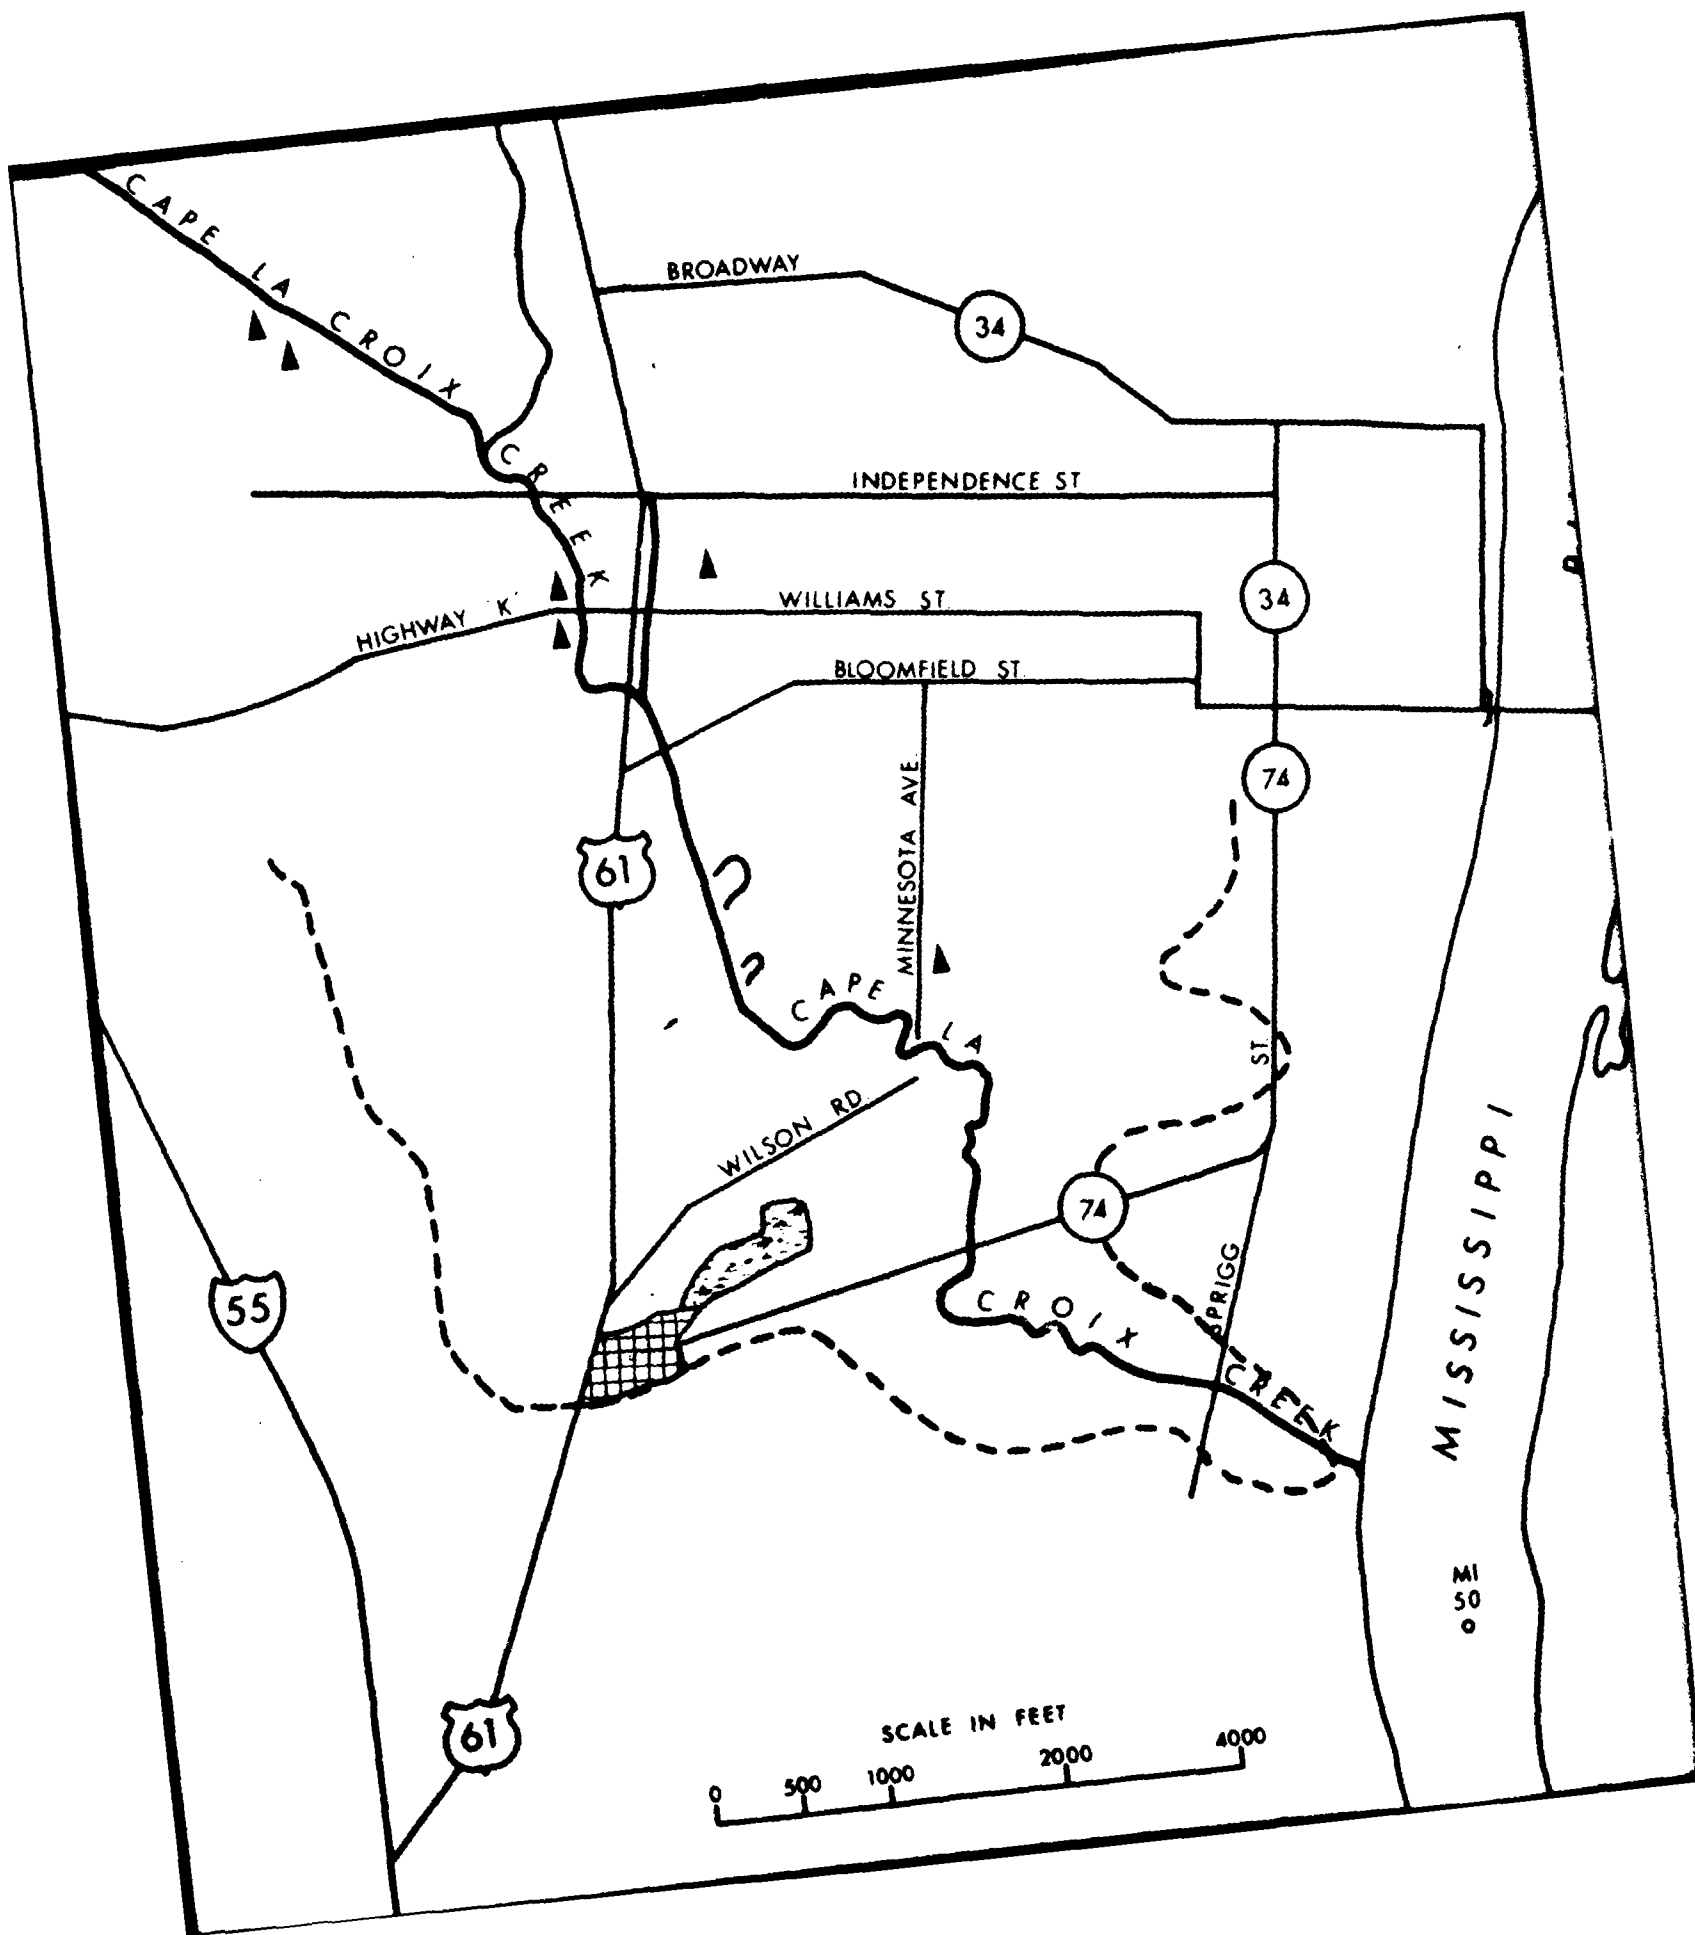 CAPE LA CROIX CREEK
BROADWAY
34
INDEPENDENCE ST
WILLIAMS ST.
HIGHWAY 'K'
34
BLOOMFIELD ST.
74
61
MINNESOTA AVE.
CAPE LA CROIX CREEK
ST.
WILSON RD.
74
SPRIGG
55
MISSISSIPPI
MI
50
61
SCALE IN FEET
0 500 1000 2000 4000